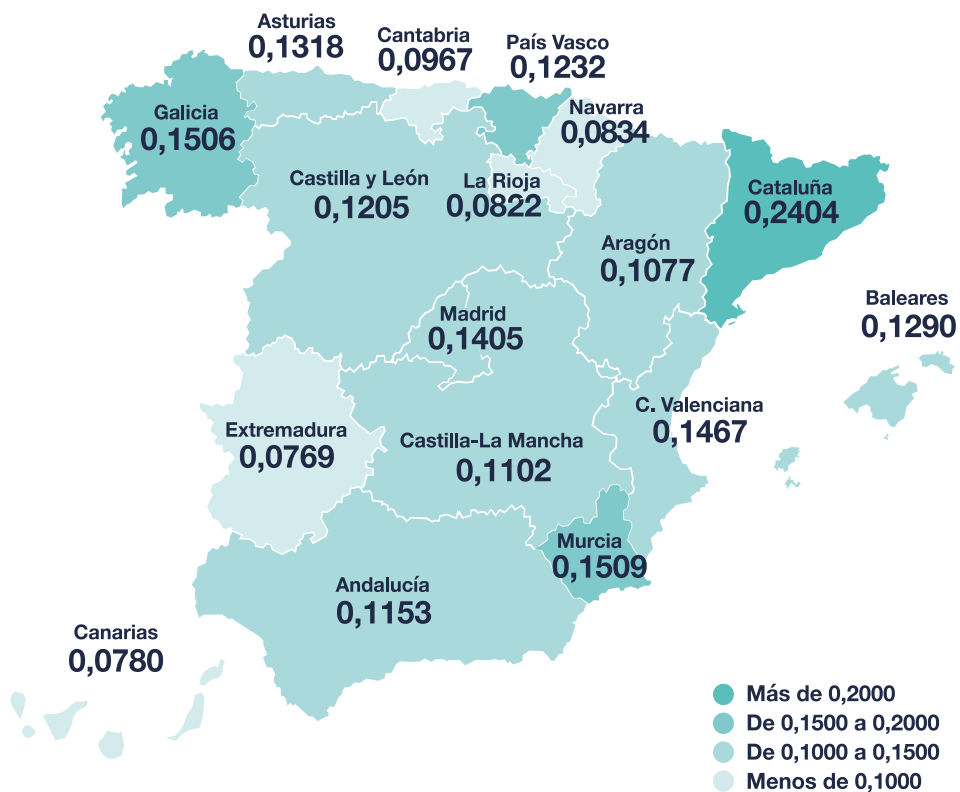 Asturias
0,1318
Cantabria
0,0967
País Vasco
0,1232
Galicia
0,1506
Navarra
0,0834
Castilla y León
0,1205
La Rioja
0,0822
Cataluña
0,2404
Aragón
0,1077
Madrid
0,1405
Baleares
0,1290
Extremadura
0,0769
Castilla-La Mancha
0,1102
C. Valenciana
0,1467
Murcia
0,1509
Andalucía
0,1153
Canarias
0,0780
Más de 0,2000
De 0,1500 a 0,2000
De 0,1000 a 0,1500
Menos de 0,1000